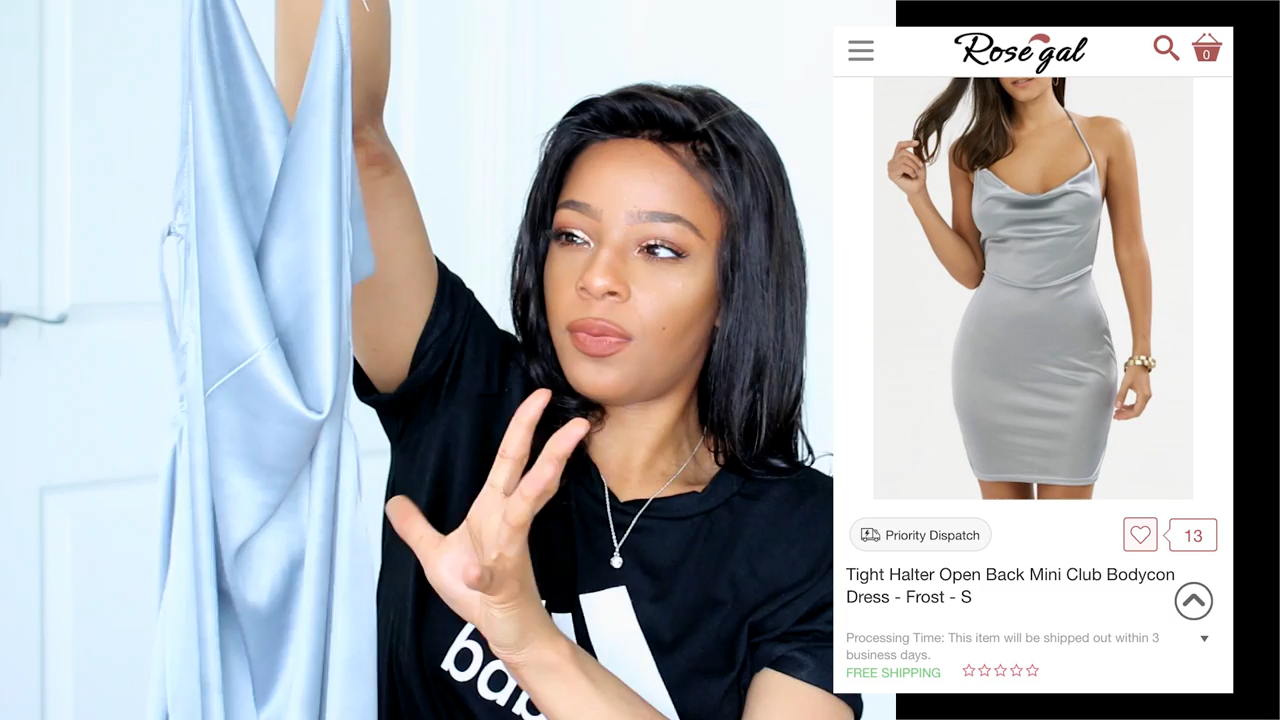 Rosegal
0
Priority Dispatch
13
Tight Halter Open Back Mini Club Bodycon
Dress - Frost - S
Processing Time: This item will be shipped out within 3
business days.
FREE SHIPPING